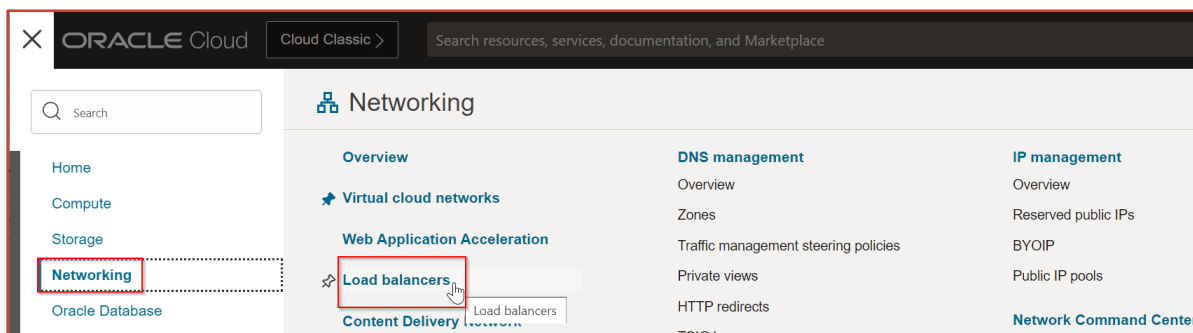 ORACLE Cloud
Cloud Classic >
Search resources, services, documentation, and Marketplace
Search
Home
Compute
Storage
Networking
Oracle Database
Networking
Overview
Virtual cloud networks
Web Application Acceleration
Load balancers
Load balancers
Content Delivery Network
DNS management
Overview
Zones
Traffic management steering policies
Private views
HTTP redirects
IP management
Overview
Reserved public IPs
BYOIP
Public IP pools
Network Command Cente